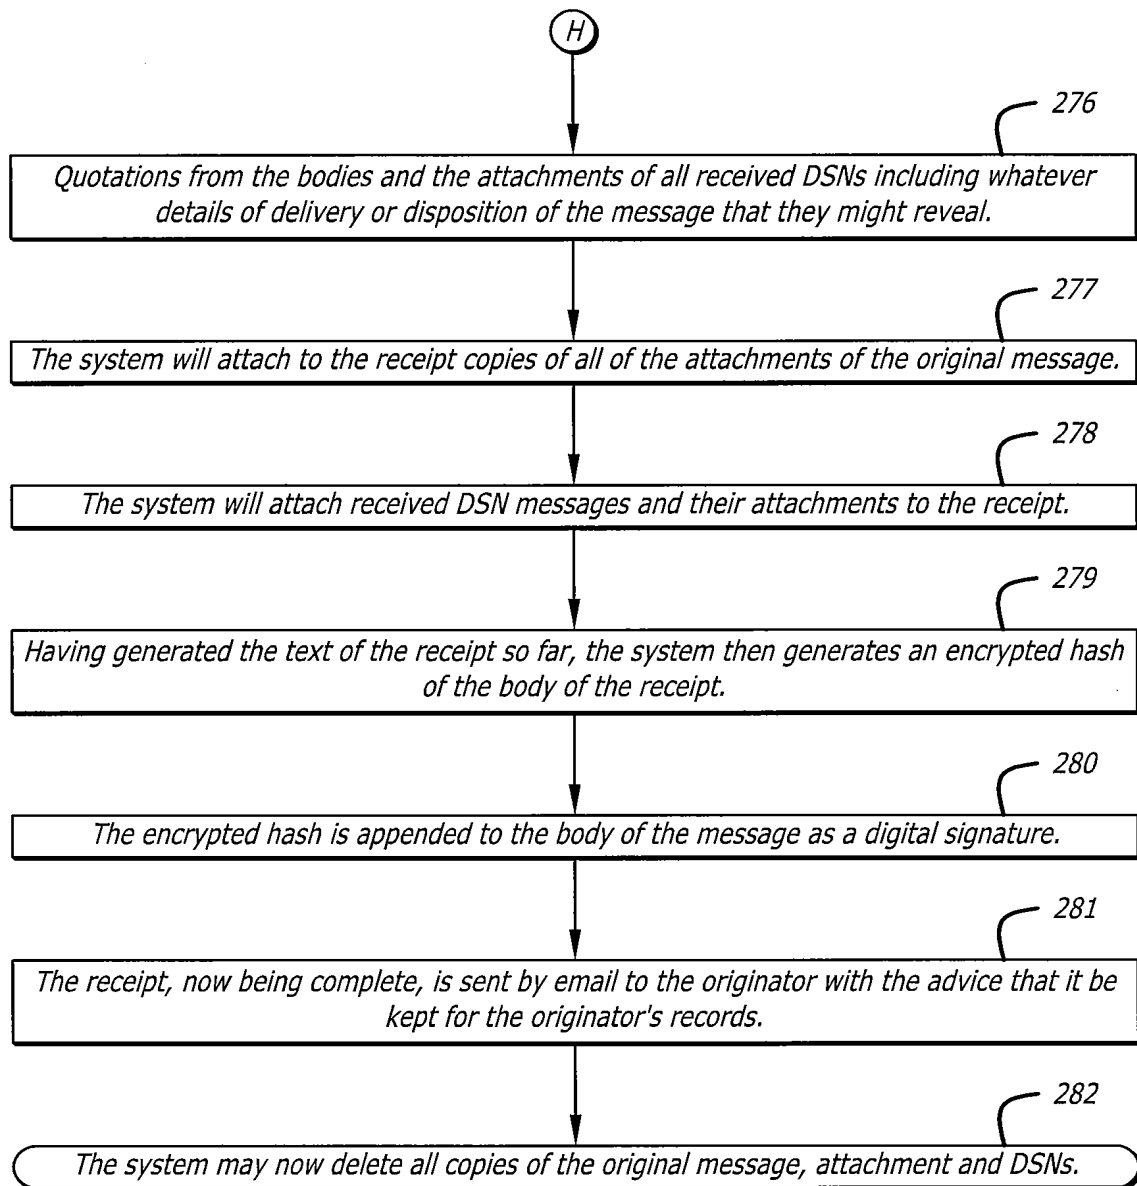 H
276
Quotations from the bodies and the attachments of all received DSNs including whatever
details of delivery or disposition of the message that they might reveal.
277
The system will attach to the receipt copies of all of the attachments of the original message.
278
The system will attach received DSN messages and their attachments to the receipt.
279
Having generated the text of the receipt so far, the system then generates an encrypted hash
of the body of the receipt.
280
The encrypted hash is appended to the body of the message as a digital signature.
281
The receipt, now being complete, is sent by email to the originator with the advice that it be
kept for the originator's records.
282
The system may now delete all copies of the original message, attachment and DSNs.